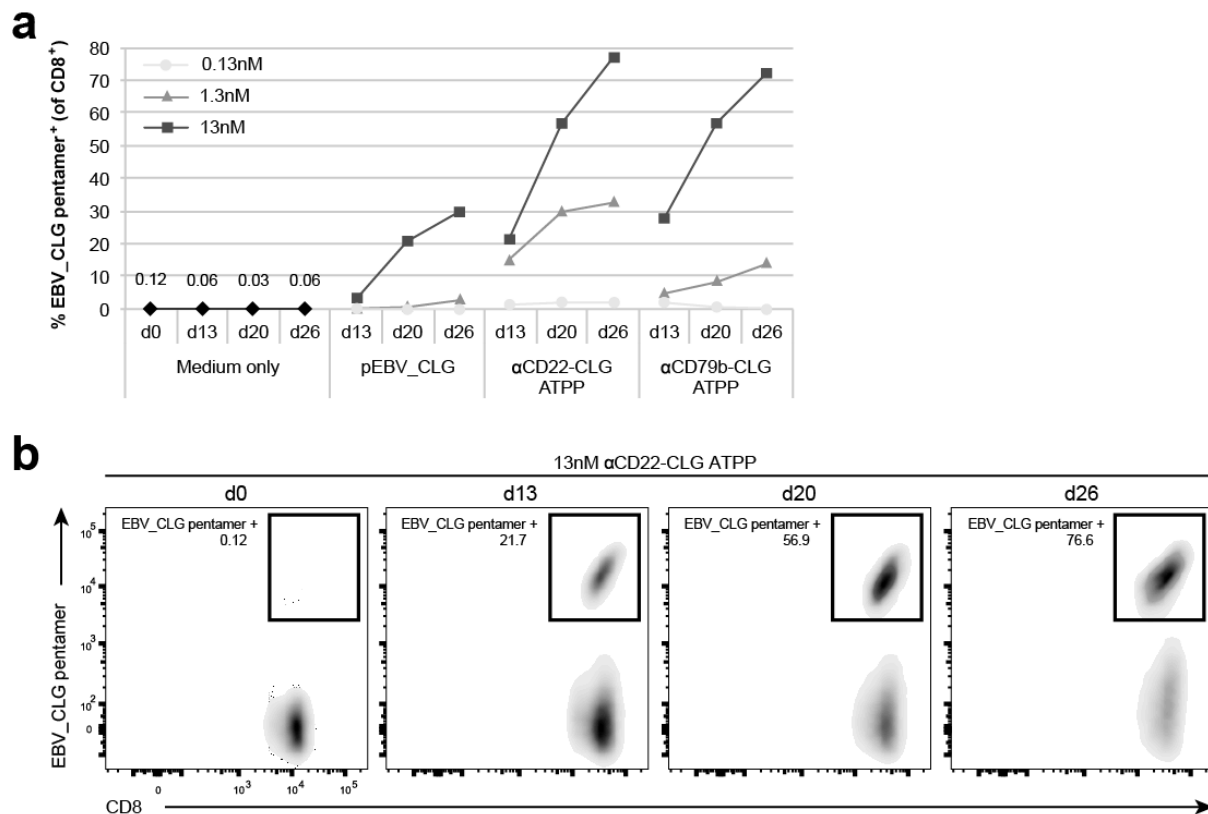 a
% EBV_CLG pentamer⁺ (of CD8⁺)
80
70
60
50
40
30
20
10
0
0.13nM
1.3nM
13nM
0.12 0.06 0.03 0.06
d0 d13 d20 d26 d13 d20 d26 d13 d20 d26 d13 d20 d26
Medium only pEBV_CLG αCD22-CLG αCD79b-CLG
ATPP ATPP
b
13nM αCD22-CLG ATPP
d0 d13 d20 d26
EBV_CLG pentamer + EBV_CLG pentamer + EBV_CLG pentamer + EBV_CLG pentamer +
0.12 21.7 56.9 76.6
EBV_CLG pentamer
10⁵
10⁴
10³
10²
0
0 10³ 10⁴ 10⁵
CD8